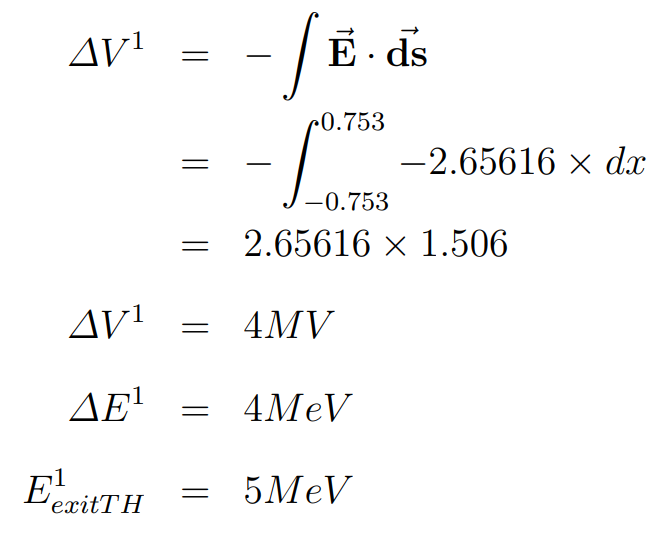 ΔV¹ = − ∫ E⃗ · ds⃗
= − ∫_{−0.753}^{0.753} −2.65616 × dx
= 2.65616 × 1.506
ΔV¹ = 4MV
ΔE¹ = 4MeV
E¹_{exitTH} = 5MeV